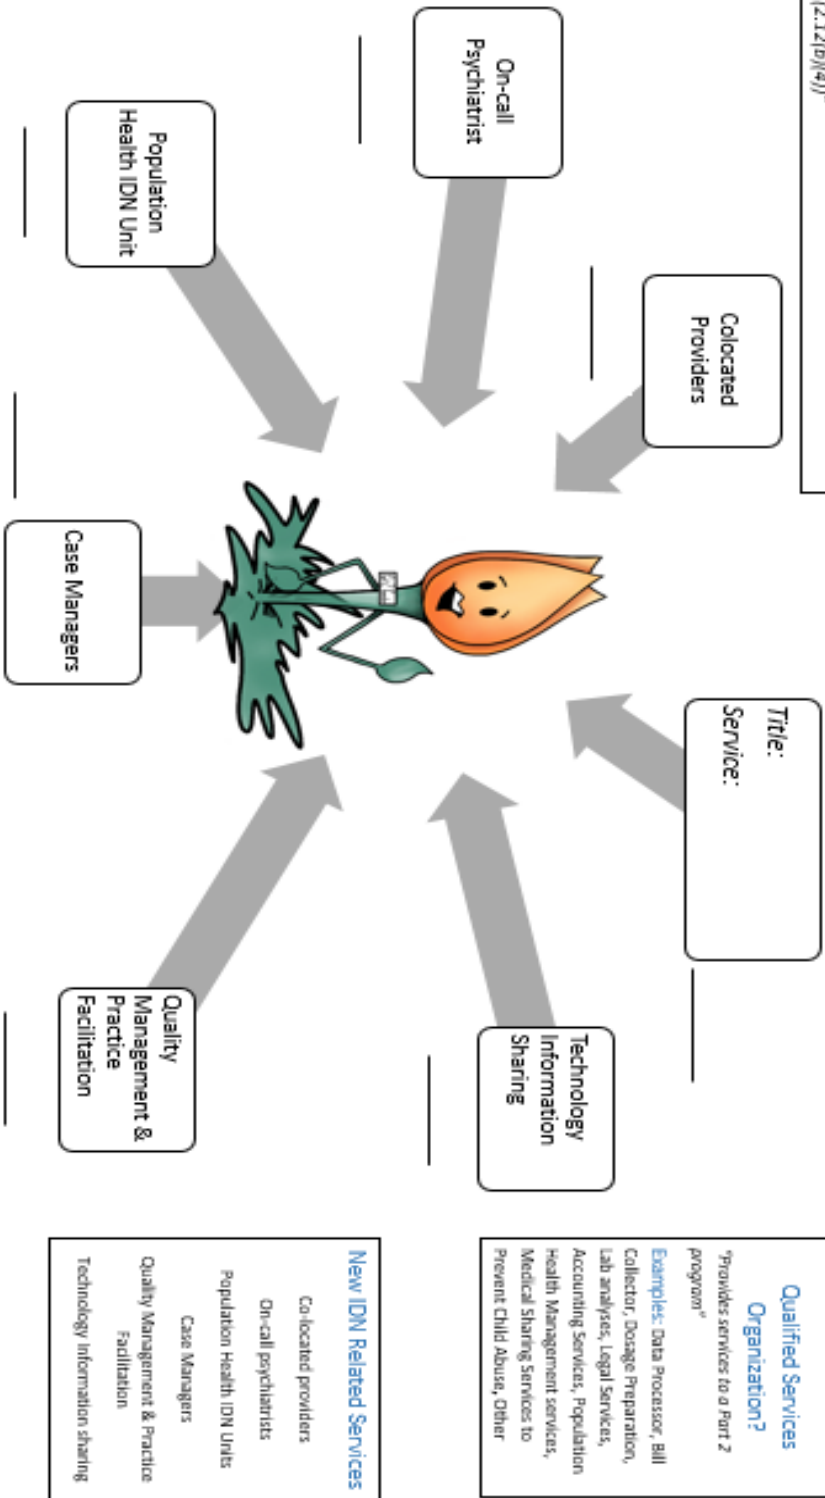 (2.12(b)(4))
Colocated
Providers
On-call
Psychiatrist
Population
Health IDN Unit
Case Managers
Title:
Service:
Technology
Information
Sharing
Quality
Management &
Practice
Facilitation
Qualified Services
Organization?
"Provides services to a Part 2
program"
Examples: Data Processor, Bill
Collector, Dosage Preparation,
Lab analyses, Legal Services,
Accounting Services, Population
Health Management services,
Medical Sharing Services to
Prevent Child Abuse, Other
New IDN Related Services
Co-located providers
On-call psychiatrists
Population Health IDN Units
Case Managers
Quality Management & Practice
Facilitation
Technology Information sharing